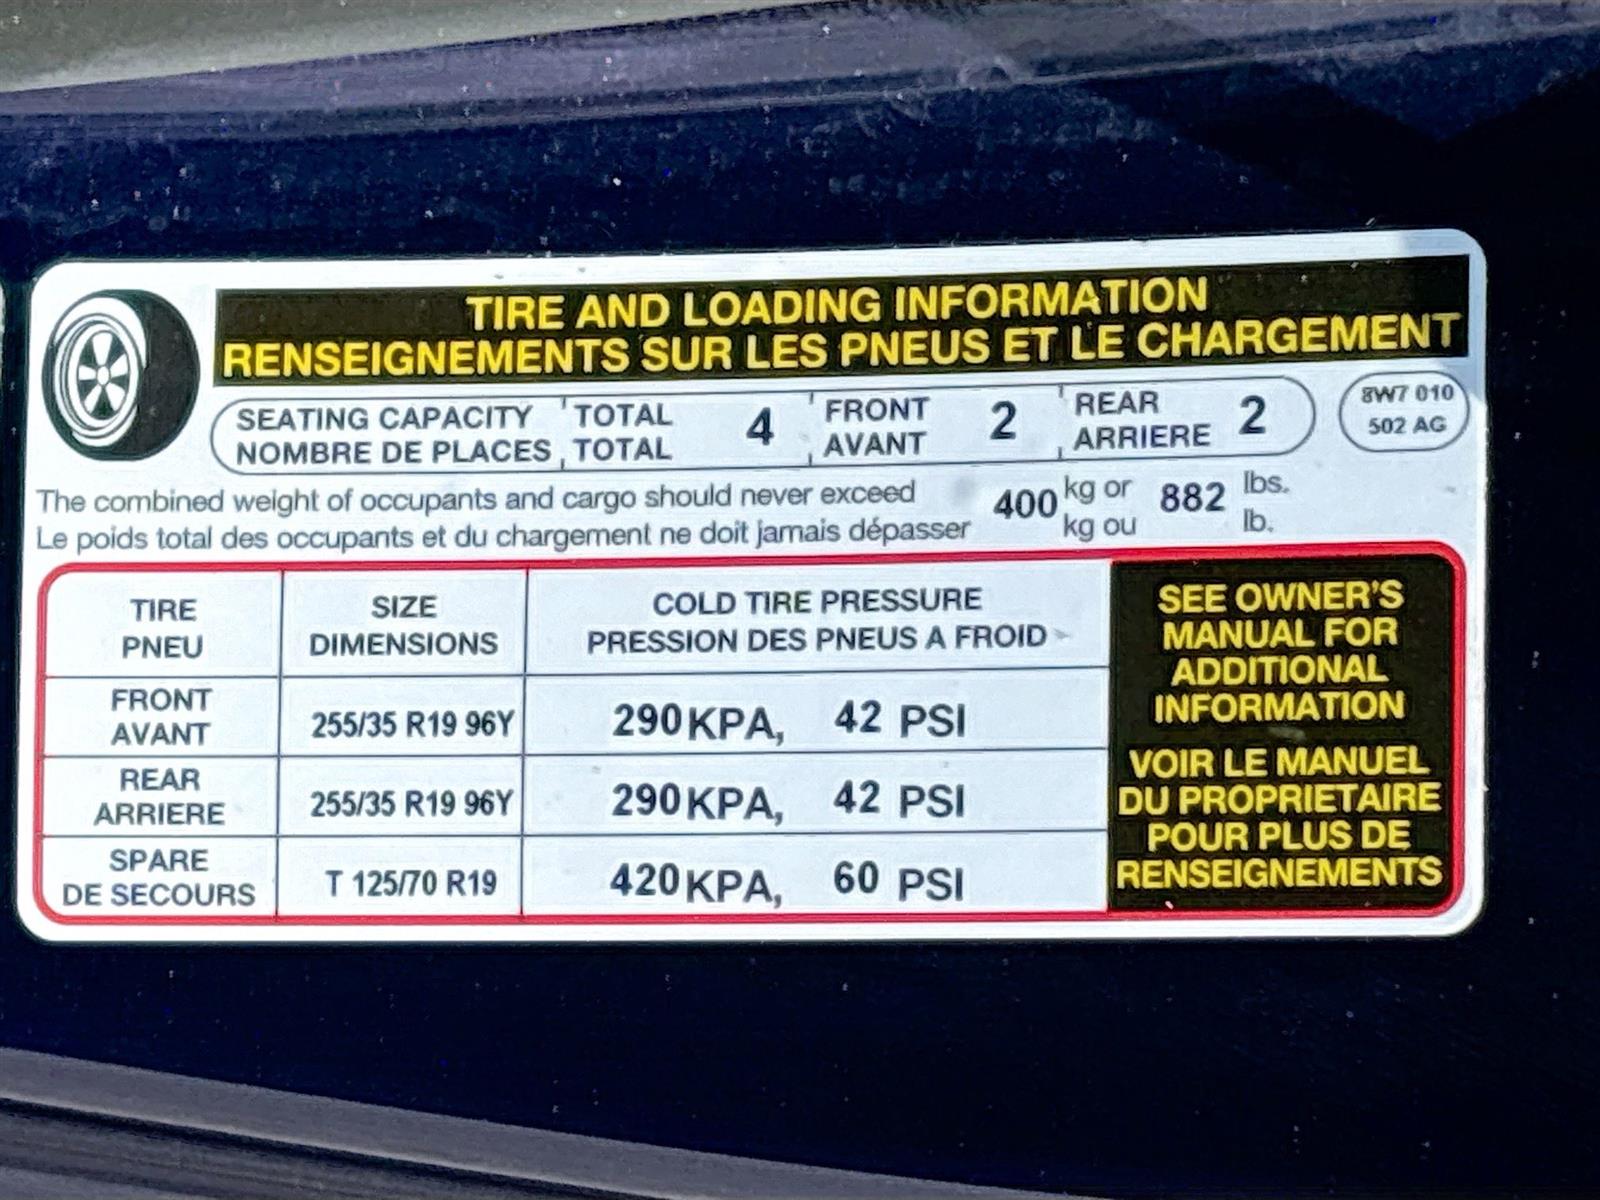 TIRE AND LOADING INFORMATION
RENSEIGNEMENTS SUR LES PNEUS ET LE CHARGEMENT
SEATING CAPACITY TOTAL 4 FRONT 2 REAR 2
NOMBRE DE PLACES TOTAL AVANT ARRIERE
8W7 010
502 AG
The combined weight of occupants and cargo should never exceed 400 kg or 882 lbs.
Le poids total des occupants et du chargement ne doit jamais dépasser kg ou lb.
TIRE SIZE COLD TIRE PRESSURE
PNEU DIMENSIONS PRESSION DES PNEUS A FROID
FRONT
AVANT 255/35 R19 96Y 290 KPA, 42 PSI
REAR
ARRIERE 255/35 R19 96Y 290 KPA, 42 PSI
SPARE
DE SECOURS T 125/70 R19 420 KPA, 60 PSI
SEE OWNER'S
MANUAL FOR
ADDITIONAL
INFORMATION
VOIR LE MANUEL
DU PROPRIETAIRE
POUR PLUS DE
RENSEIGNEMENTS